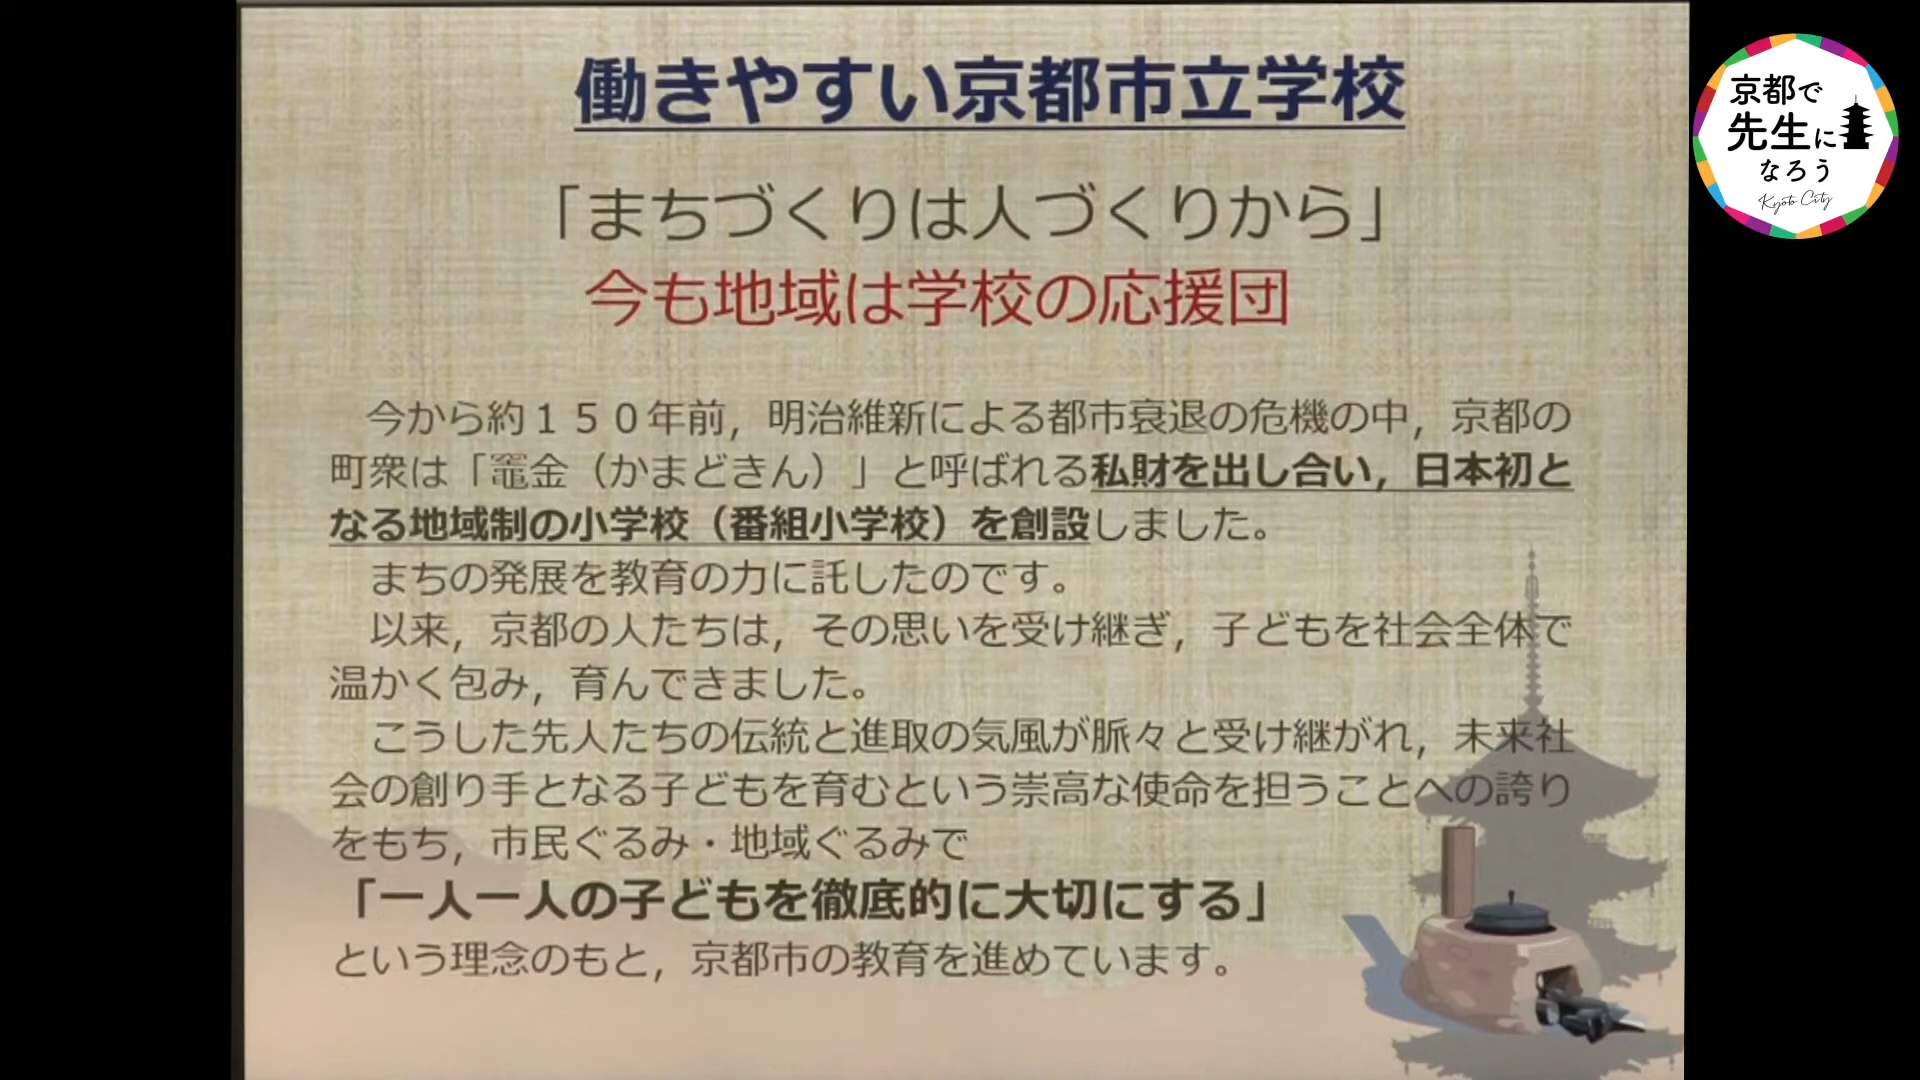 働きやすい京都市立学校
「まちづくりは人づくりから」
今も地域は学校の応援団
今から約１５０年前，明治維新による都市衰退の危機の中，京都の
町衆は「竈金（かまどきん）」と呼ばれる私財を出し合い，日本初と
なる地域制の小学校（番組小学校）を創設しました。
まちの発展を教育の力に託したのです。
以来，京都の人たちは，その思いを受け継ぎ，子どもを社会全体で
温かく包み，育んできました。
こうした先人たちの伝統と進取の気風が脈々と受け継がれ，未来社
会の創り手となる子どもを育むという崇高な使命を担うことへの誇り
をもち，市民ぐるみ・地域ぐるみで
「一人一人の子どもを徹底的に大切にする」
という理念のもと，京都市の教育を進めています。
京都で
先生に
なろう
Kyoto City